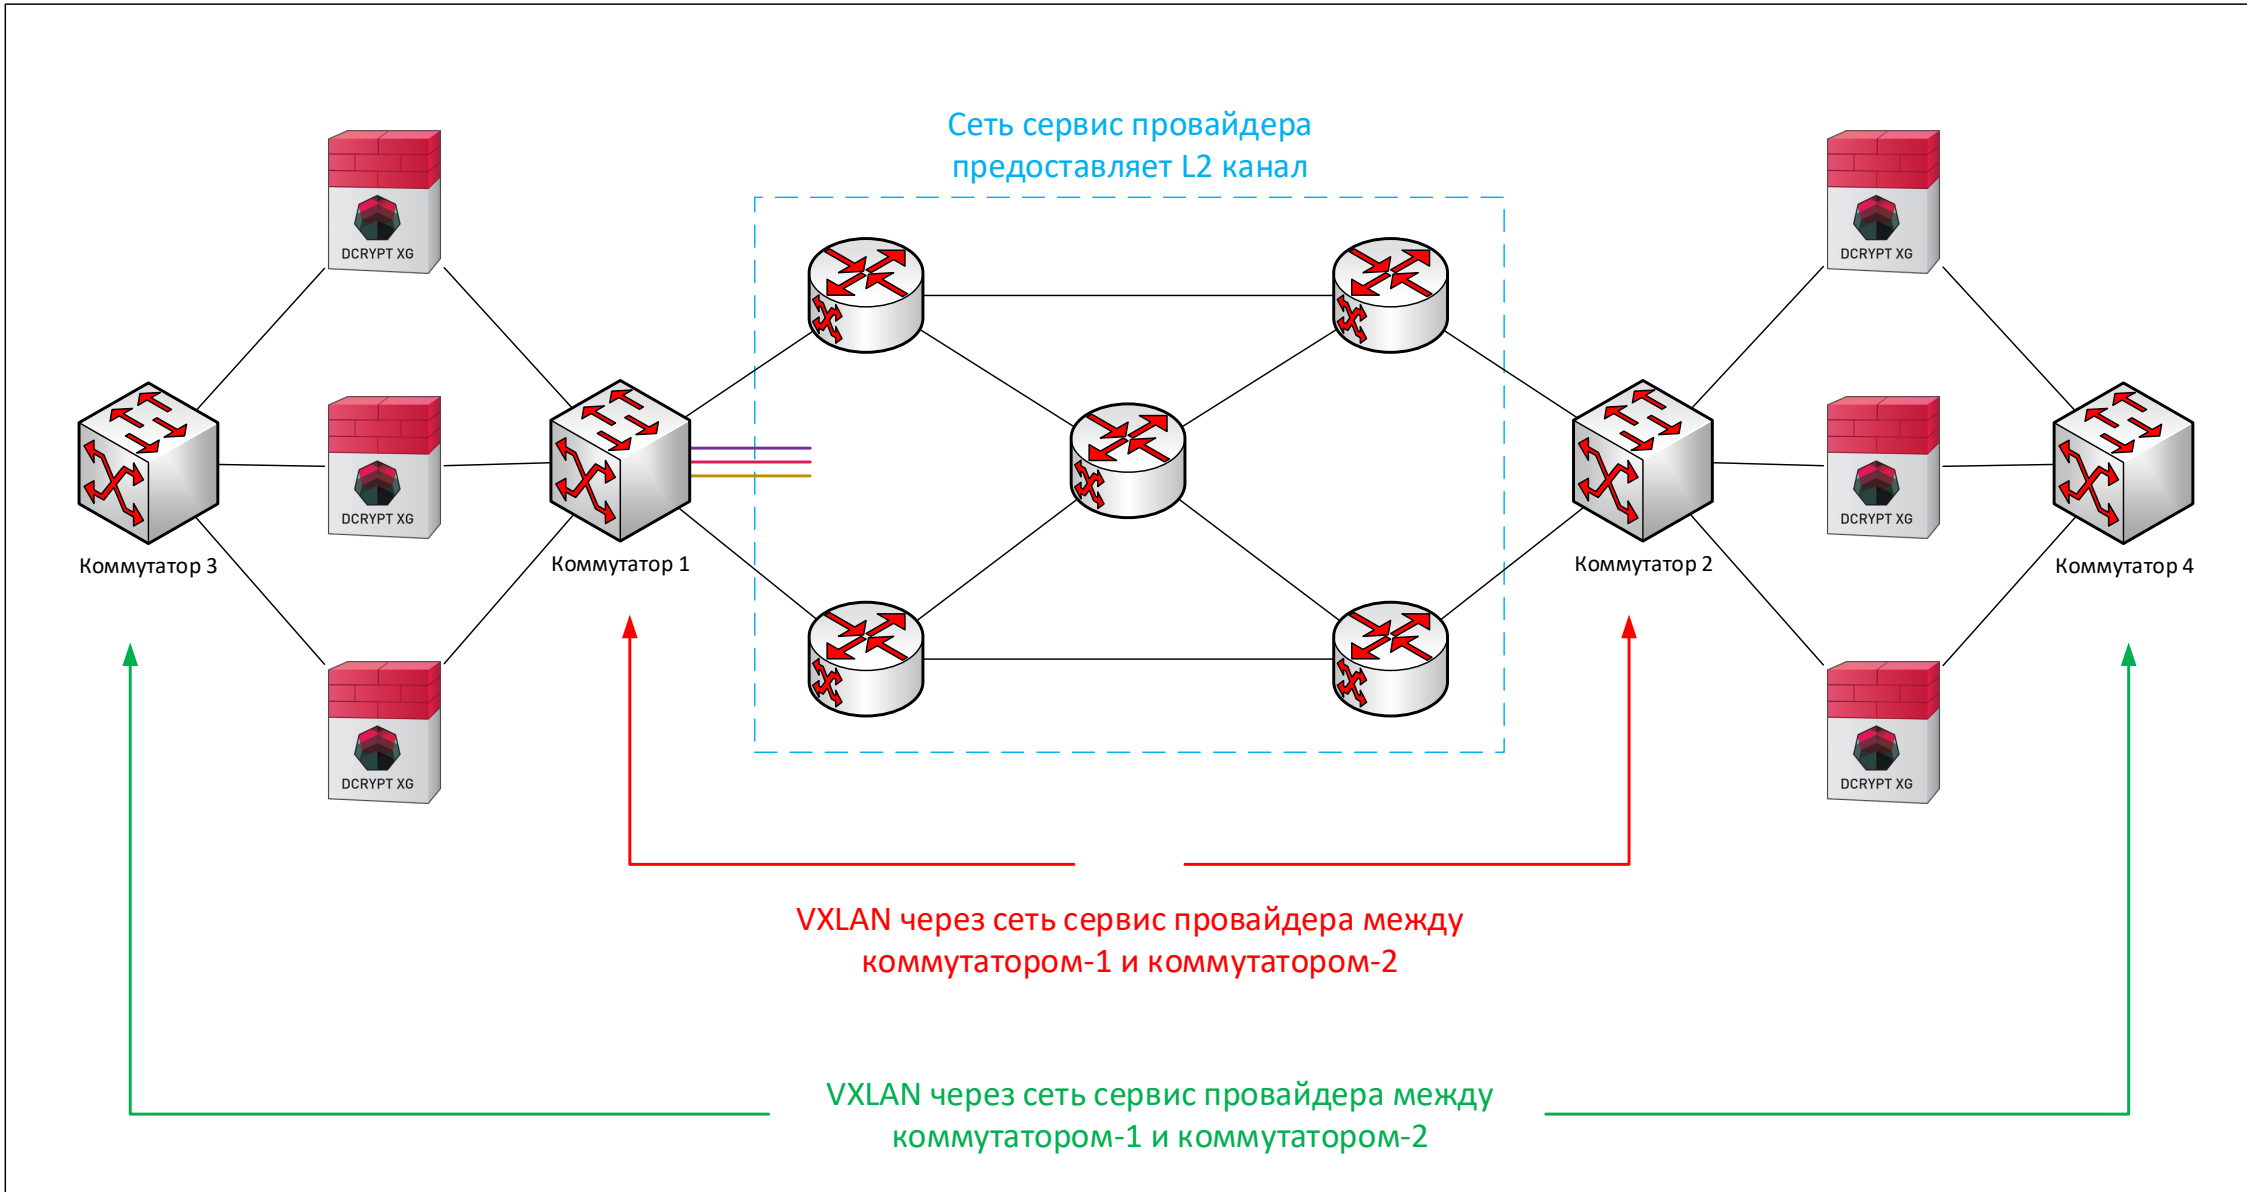 Сеть сервис провайдера
предоставляет L2 канал
DCRYPT XG
DCRYPT XG
DCRYPT XG
DCRYPT XG
DCRYPT XG
DCRYPT XG
Коммутатор 3
Коммутатор 1
Коммутатор 2
Коммутатор 4
VXLAN через сеть сервис провайдера между
коммутатором-1 и коммутатором-2
VXLAN через сеть сервис провайдера между
коммутатором-1 и коммутатором-2